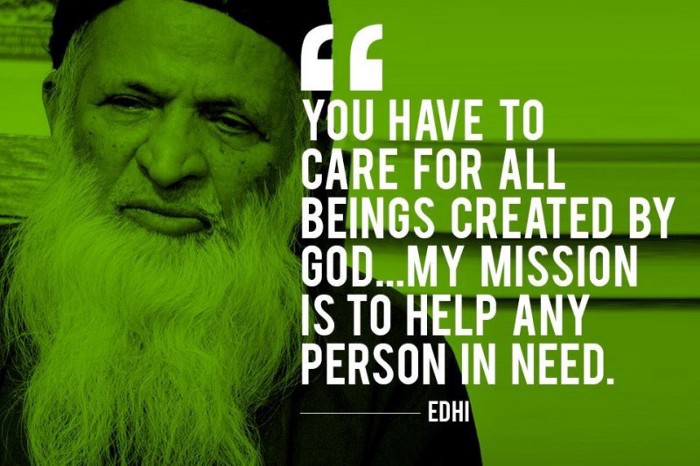 “
YOU HAVE TO
CARE FOR ALL
BEINGS CREATED BY
GOD...MY MISSION
IS TO HELP ANY
PERSON IN NEED.
EDHI